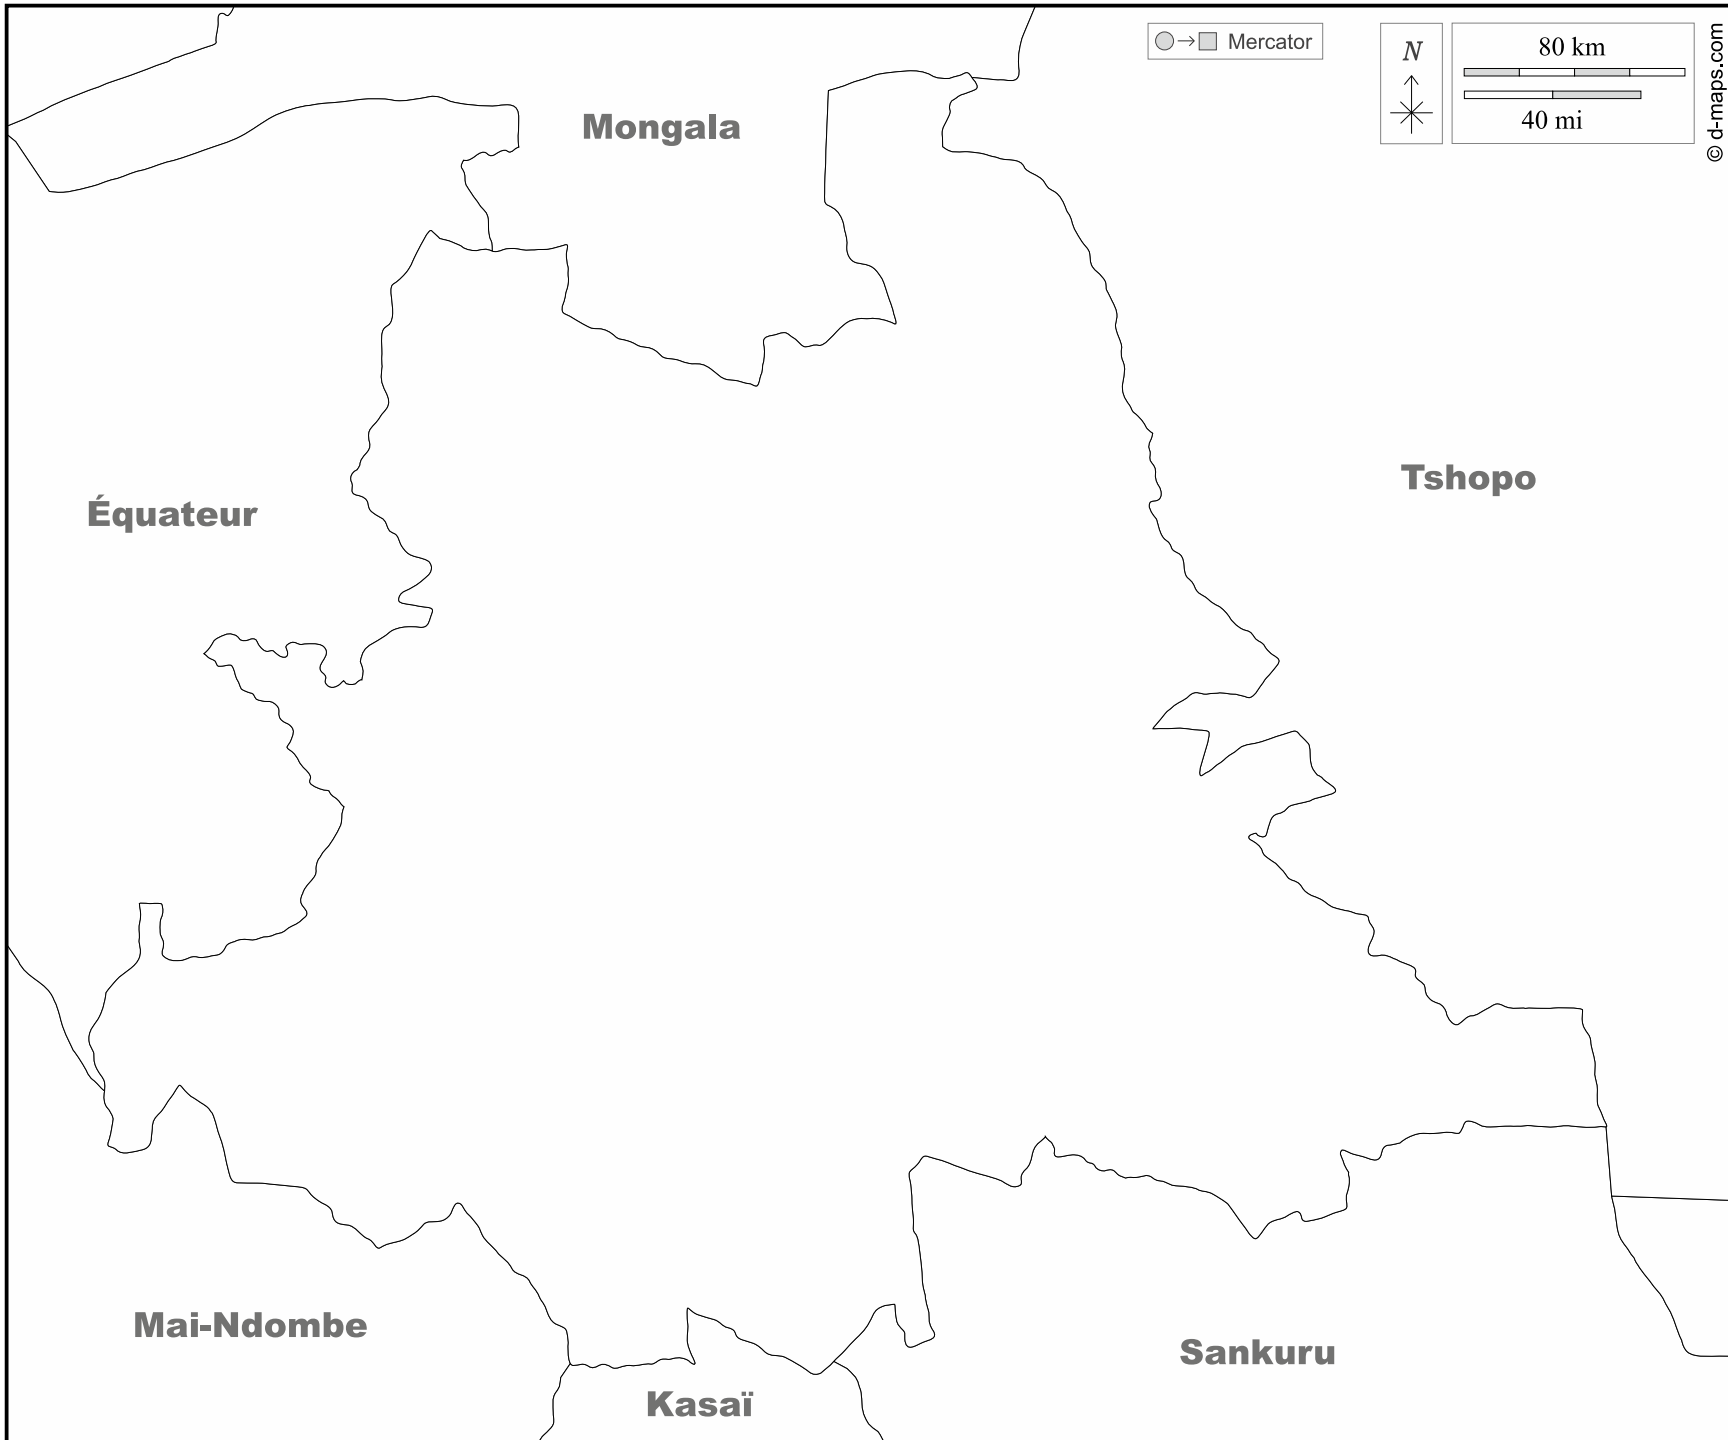 Mercator
N
80 km
40 mi
© d-maps.com
Mongala
Tshopo
Équateur
Mai-Ndombe
Sankuru
Kasaï